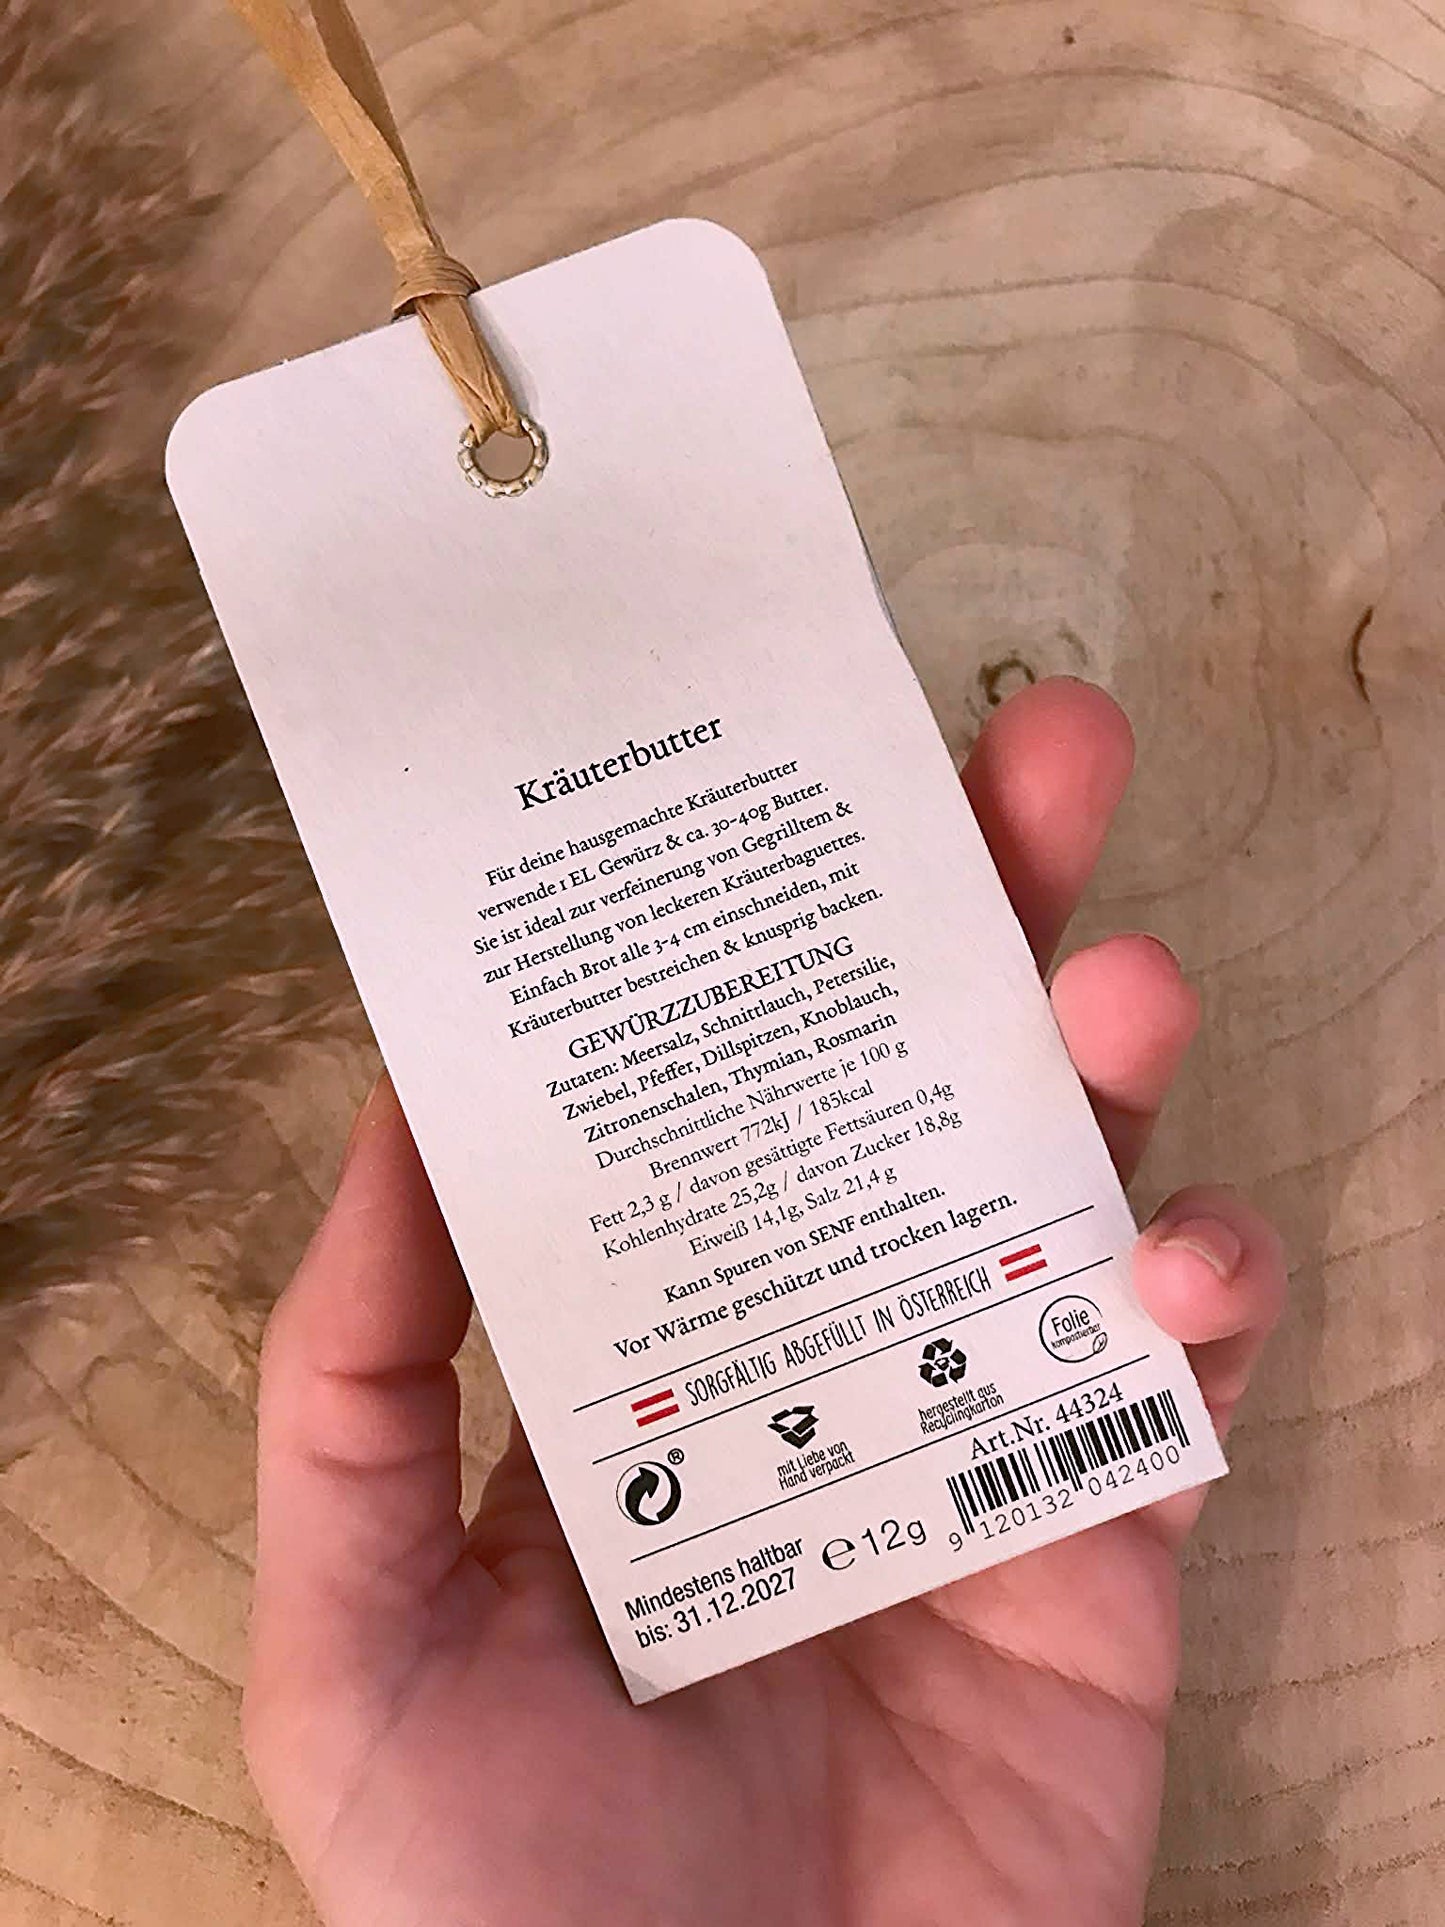 Kräuterbutter
Für deine hausgemachte Kräuterbutter
verwende 1 EL Gewürz & ca. 30-40g Butter.
Sie ist ideal zur verfeinerung von Gegrilltem &
zur Herstellung von leckeren Kräuterbaguettes.
Einfach Brot alle 3-4 cm einschneiden, mit
Kräuterbutter bestreichen & knusprig backen.
GEWÜRZZUBEREITUNG
Zutaten: Meersalz, Schnittlauch, Petersilie,
Zwiebel, Pfeffer, Dillspitzen, Knoblauch,
Zitronenschalen, Thymian, Rosmarin
Durchschnittliche Nährwerte je 100 g
Brennwert 772kJ / 185kcal
Fett 2,3 g / davon gesättigte Fettsäuren 0,4g
Kohlenhydrate 25,2g / davon Zucker 18,8g
Eiweiß 14,1g, Salz 21,4 g
Kann Spuren von SENF enthalten.
Vor Wärme geschützt und trocken lagern.
SORGFÄLTIG ABGEFÜLLT IN ÖSTERREICH
®
mit Liebe von
Hand verpackt
hergestellt aus
Recyclingkarton
Folie
kompostierbar
Art.Nr. 44324
Mindestens haltbar
bis: 31.12.2027
℮12g
9 120132 042400